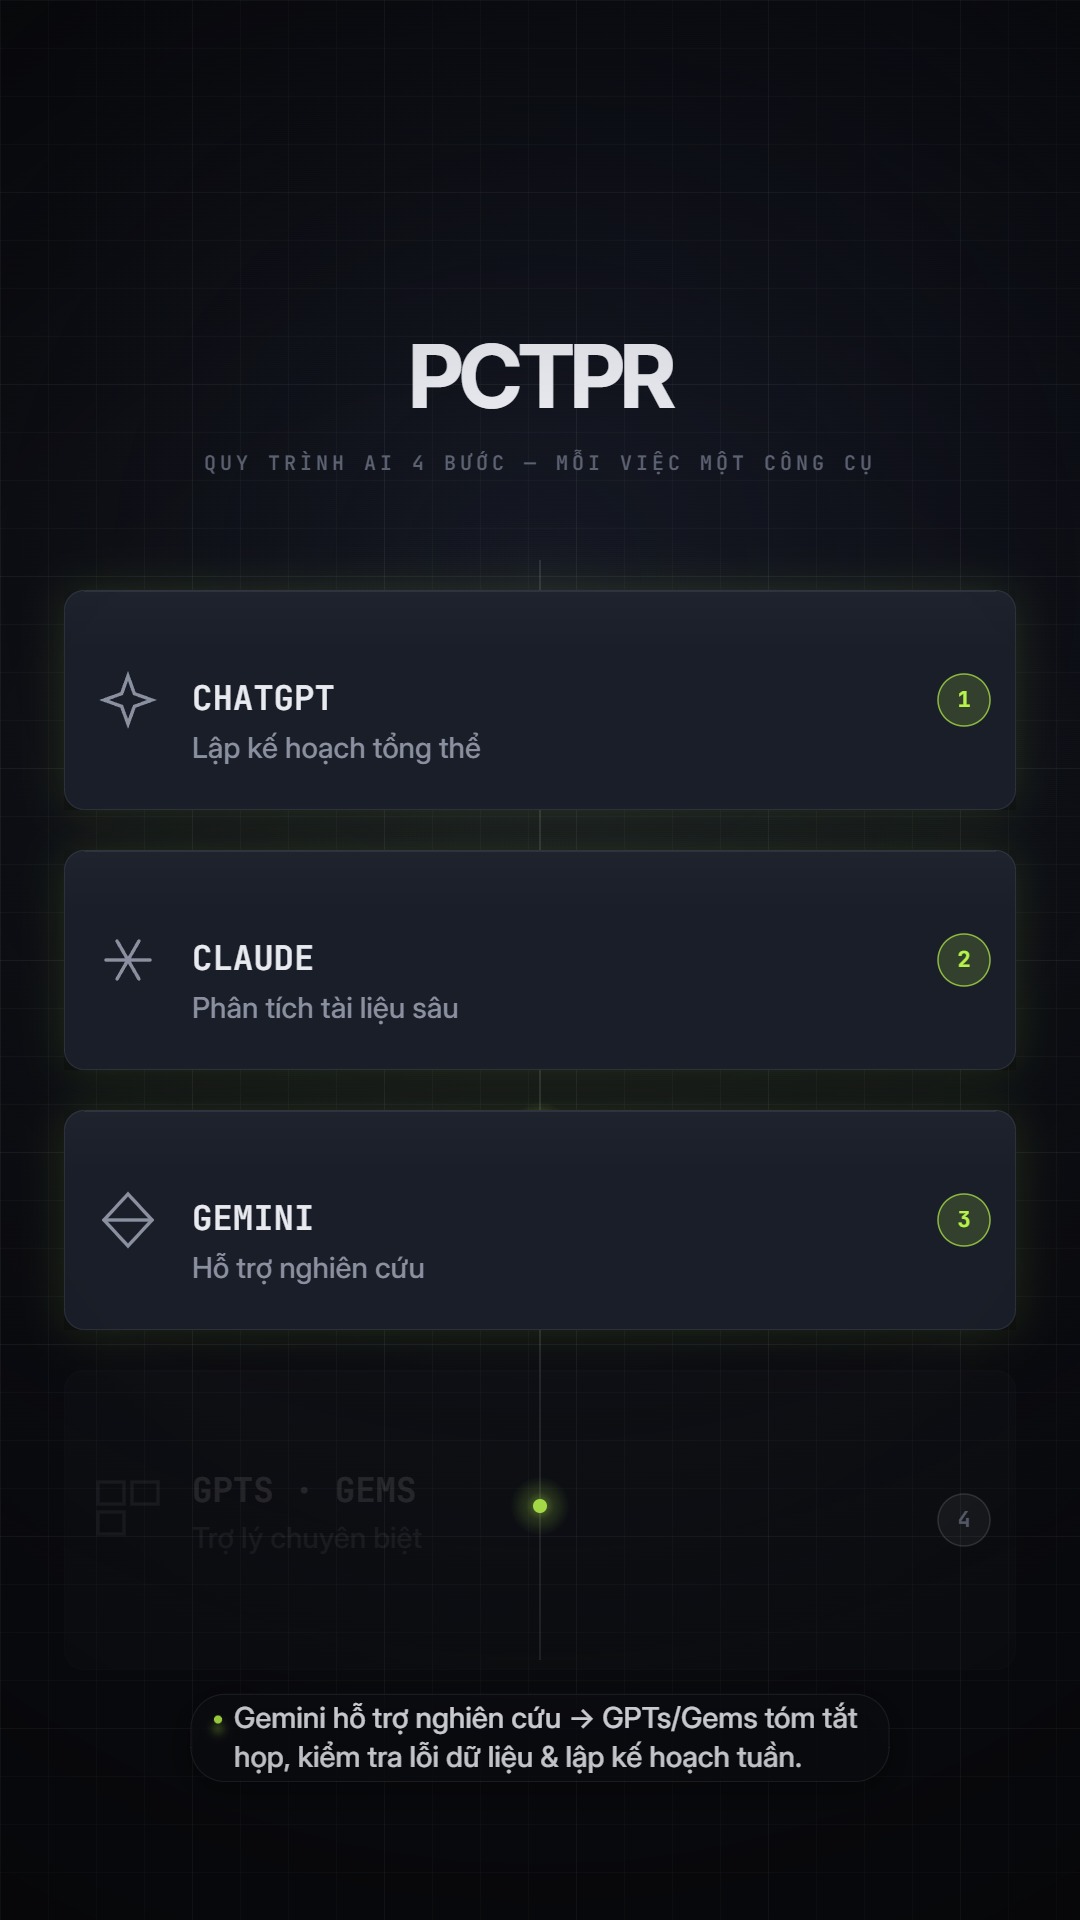 PCTPR
QUY TRÌNH AI 4 BƯỚC — MỖI VIỆC MỘT CÔNG CỤ
CHATGPT
1
Lập kế hoạch tổng thể
CLAUDE
2
Phân tích tài liệu sâu
GEMINI
3
Hỗ trợ nghiên cứu
GPTS · GEMS
4
Trợ lý chuyên biệt
Gemini hỗ trợ nghiên cứu → GPTs/Gems tóm tắt
họp, kiểm tra lỗi dữ liệu & lập kế hoạch tuần.